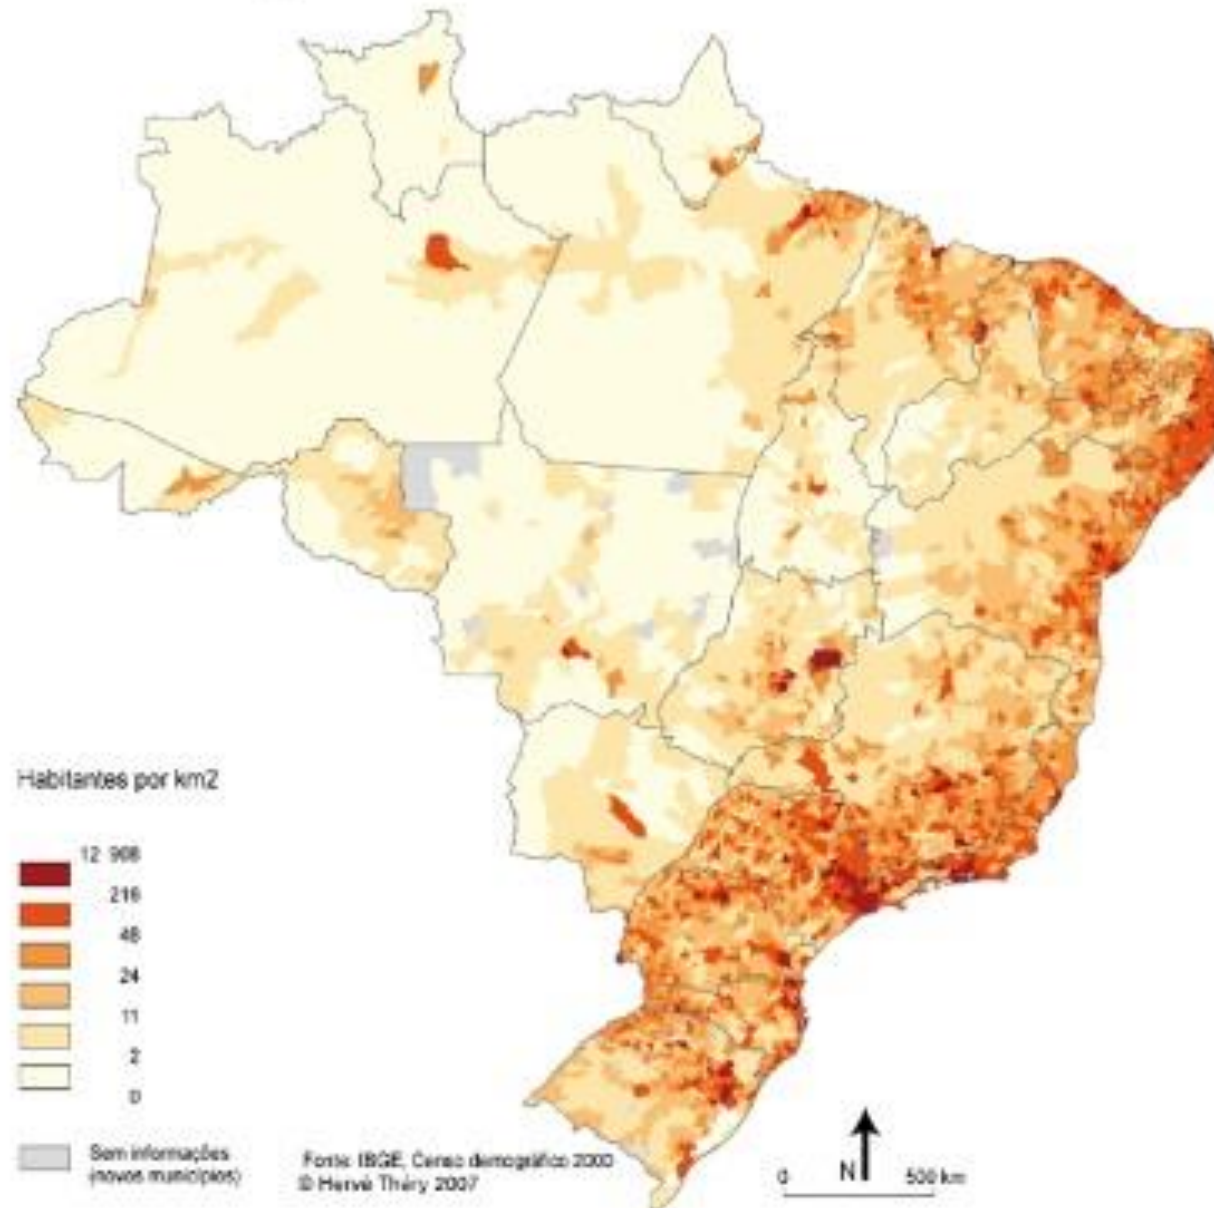 Habitantes por km2
12 908
216
48
24
11
2
0
Sem informações
(novos municípios)
Fonte: IBGE, Censo demográfico 2000
© Hervé Théry 2007
0 N 500 km